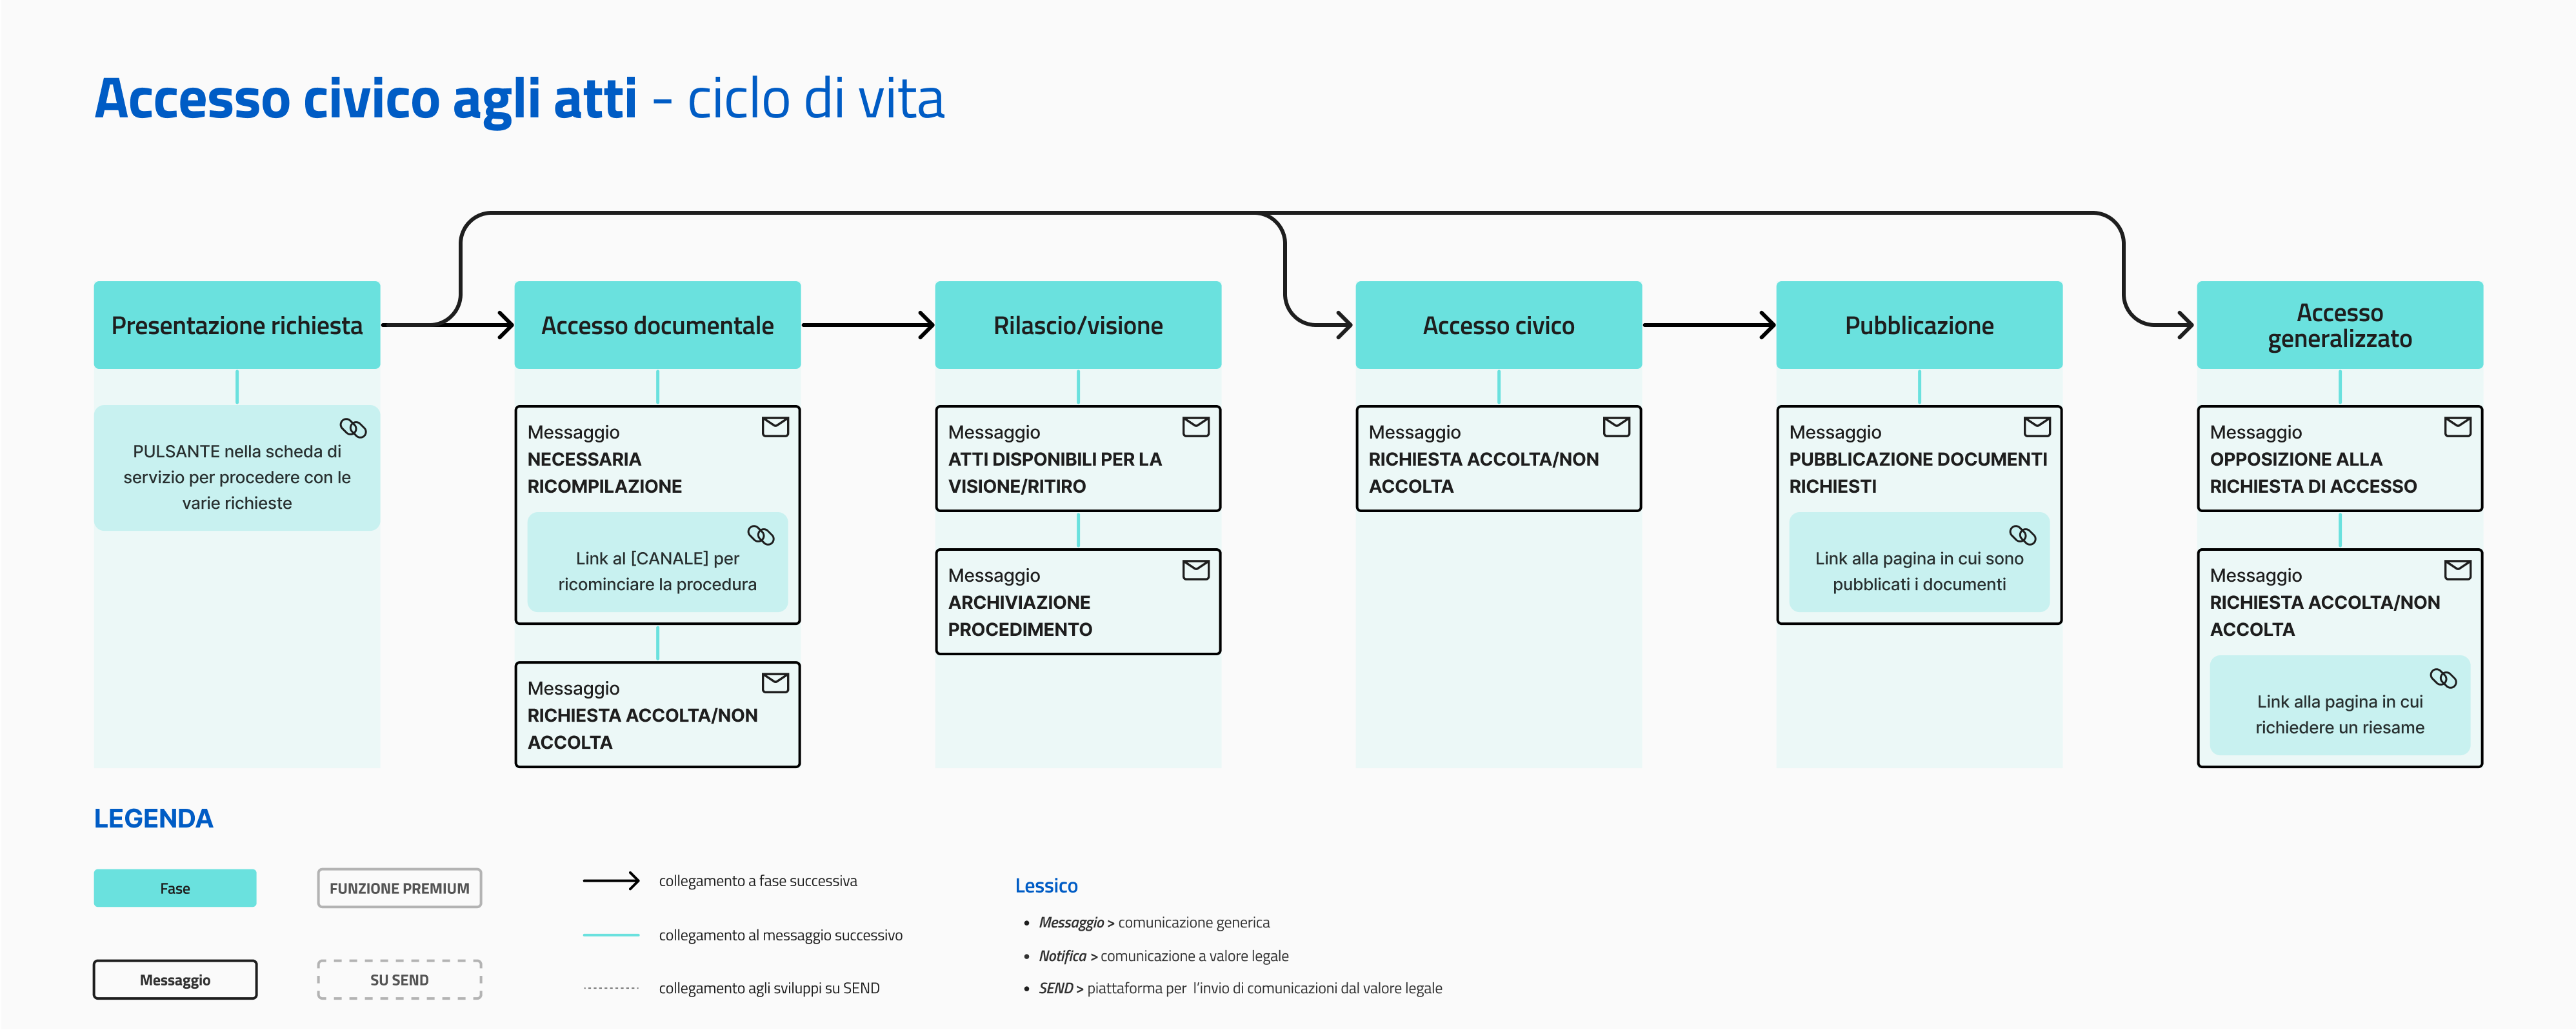 Accesso civico agli atti - ciclo di vita
Presentazione richiesta
PULSANTE nella scheda di
servizio per procedere con le
varie richieste
Accesso documentale
Messaggio
NECESSARIA
RICOMPILAZIONE
Link al [CANALE] per
ricominciare la procedura
Messaggio
RICHIESTA ACCOLTA/NON
ACCOLTA
Rilascio/visione
Messaggio
ATTI DISPONIBILI PER LA
VISIONE/RITIRO
Messaggio
ARCHIVIAZIONE
PROCEDIMENTO
Accesso civico
Messaggio
RICHIESTA ACCOLTA/NON
ACCOLTA
Pubblicazione
Messaggio
PUBBLICAZIONE DOCUMENTI
RICHIESTI
Link alla pagina in cui sono
pubblicati i documenti
Accesso
generalizzato
Messaggio
OPPOSIZIONE ALLA
RICHIESTA DI ACCESSO
Messaggio
RICHIESTA ACCOLTA/NON
ACCOLTA
Link alla pagina in cui
richiedere un riesame
LEGENDA
Fase
FUNZIONE PREMIUM
Messaggio
SU SEND
collegamento a fase successiva
collegamento al messaggio successivo
collegamento agli sviluppi su SEND
Lessico
• Messaggio > comunicazione generica
• Notifica > comunicazione a valore legale
• SEND > piattaforma per l'invio di comunicazioni dal valore legale